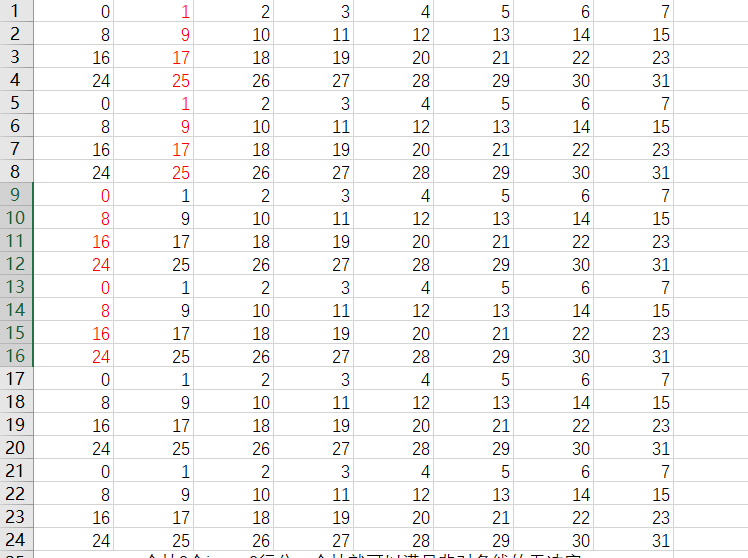 1 0 1 2 3 4 5 6 7
2 8 9 10 11 12 13 14 15
3 16 17 18 19 20 21 22 23
4 24 25 26 27 28 29 30 31
5 0 1 2 3 4 5 6 7
6 8 9 10 11 12 13 14 15
7 16 17 18 19 20 21 22 23
8 24 25 26 27 28 29 30 31
9 0 1 2 3 4 5 6 7
10 8 9 10 11 12 13 14 15
11 16 17 18 19 20 21 22 23
12 24 25 26 27 28 29 30 31
13 0 1 2 3 4 5 6 7
14 8 9 10 11 12 13 14 15
15 16 17 18 19 20 21 22 23
16 24 25 26 27 28 29 30 31
17 0 1 2 3 4 5 6 7
18 8 9 10 11 12 13 14 15
19 16 17 18 19 20 21 22 23
20 24 25 26 27 28 29 30 31
21 0 1 2 3 4 5 6 7
22 8 9 10 11 12 13 14 15
23 16 17 18 19 20 21 22 23
24 24 25 26 27 28 29 30 31